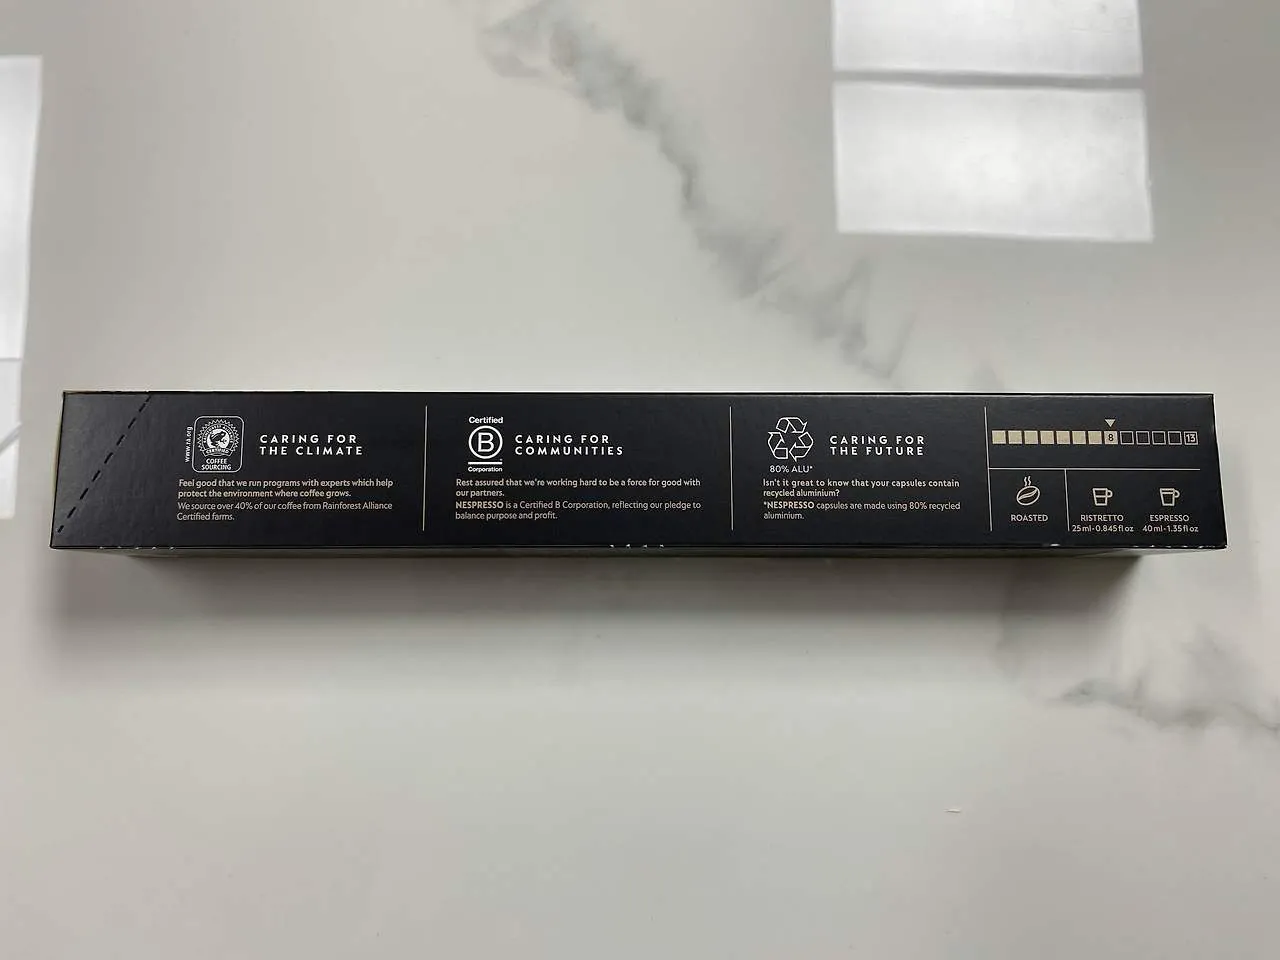 www.ra.org
CERTIFIED
COFFEE
SOURCING
CARING FOR
THE CLIMATE
Feel good that we run programs with experts which help
protect the environment where coffee grows.
We source over 40% of our coffee from Rainforest Alliance
Certified farms.
Certified
B
Corporation
CARING FOR
COMMUNITIES
Rest assured that we're working hard to be a force for good with
our partners.
NESPRESSO is a Certified B Corporation, reflecting our pledge to
balance purpose and profit.
80% ALU*
CARING FOR
THE FUTURE
Isn't it great to know that your capsules contain
recycled aluminium?
*NESPRESSO capsules are made using 80% recycled
aluminium.
8
13
ROASTED
RISTRETTO
25 ml - 0.845 fl oz
ESPRESSO
40 ml - 1.35 fl oz